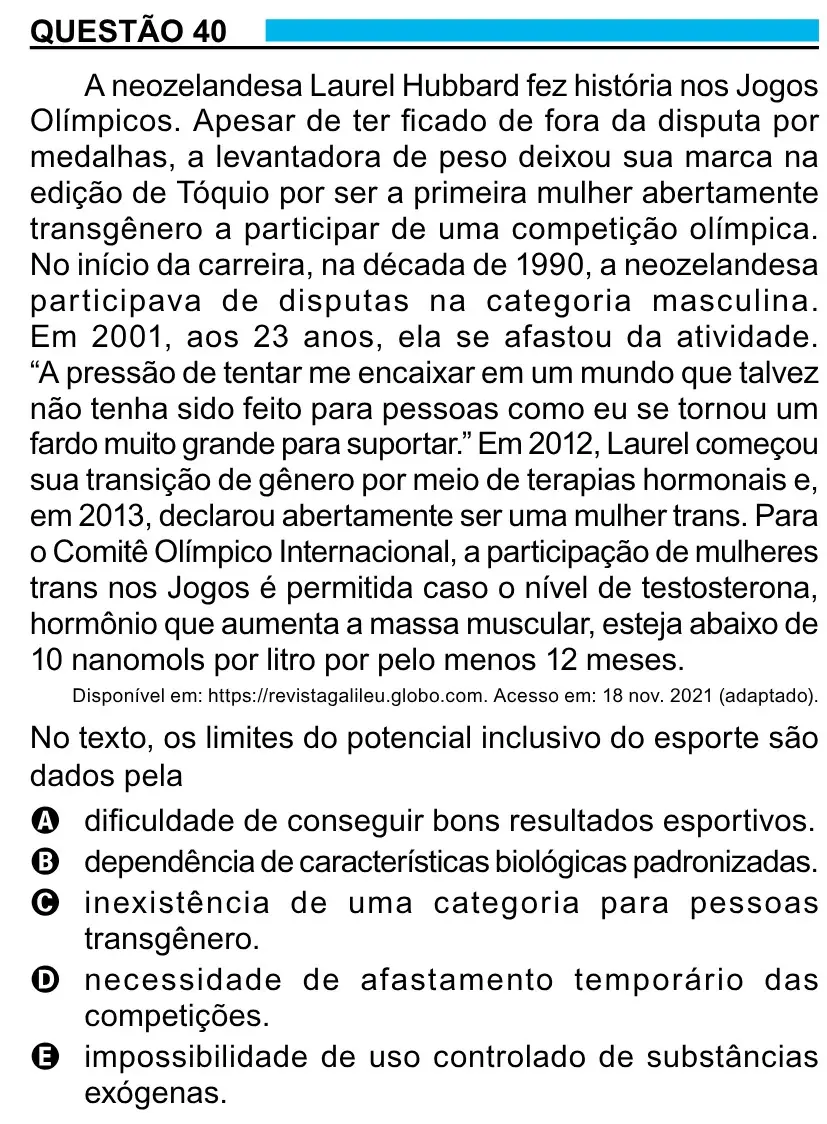 QUESTÃO 40
A neozelandesa Laurel Hubbard fez história nos Jogos
Olímpicos. Apesar de ter ficado de fora da disputa por
medalhas, a levantadora de peso deixou sua marca na
edição de Tóquio por ser a primeira mulher abertamente
transgênero a participar de uma competição olímpica.
No início da carreira, na década de 1990, a neozelandesa
participava de disputas na categoria masculina.
Em 2001, aos 23 anos, ela se afastou da atividade.
“A pressão de tentar me encaixar em um mundo que talvez
não tenha sido feito para pessoas como eu se tornou um
fardo muito grande para suportar.” Em 2012, Laurel começou
sua transição de gênero por meio de terapias hormonais e,
em 2013, declarou abertamente ser uma mulher trans. Para
o Comitê Olímpico Internacional, a participação de mulheres
trans nos Jogos é permitida caso o nível de testosterona,
hormônio que aumenta a massa muscular, esteja abaixo de
10 nanomols por litro por pelo menos 12 meses.
Disponível em: https://revistagalileu.globo.com. Acesso em: 18 nov. 2021 (adaptado).
No texto, os limites do potencial inclusivo do esporte são
dados pela
A dificuldade de conseguir bons resultados esportivos.
B dependência de características biológicas padronizadas.
C inexistência de uma categoria para pessoas
transgênero.
D necessidade de afastamento temporário das
competições.
E impossibilidade de uso controlado de substâncias
exógenas.